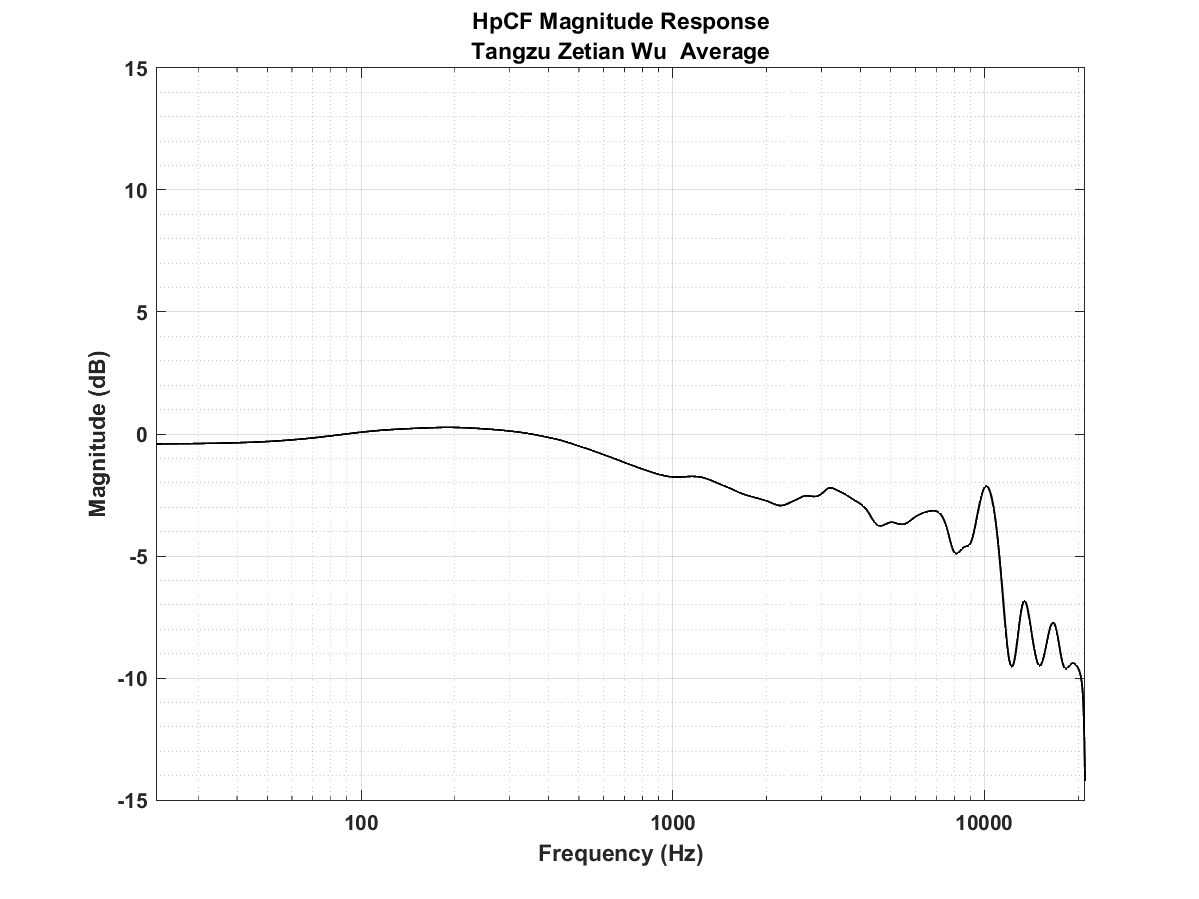 HpCF Magnitude Response
Tangzu Zetian Wu  Average
15
10
5
0
-5
-10
-15
Magnitude (dB)
100 1000 10000
Frequency (Hz)